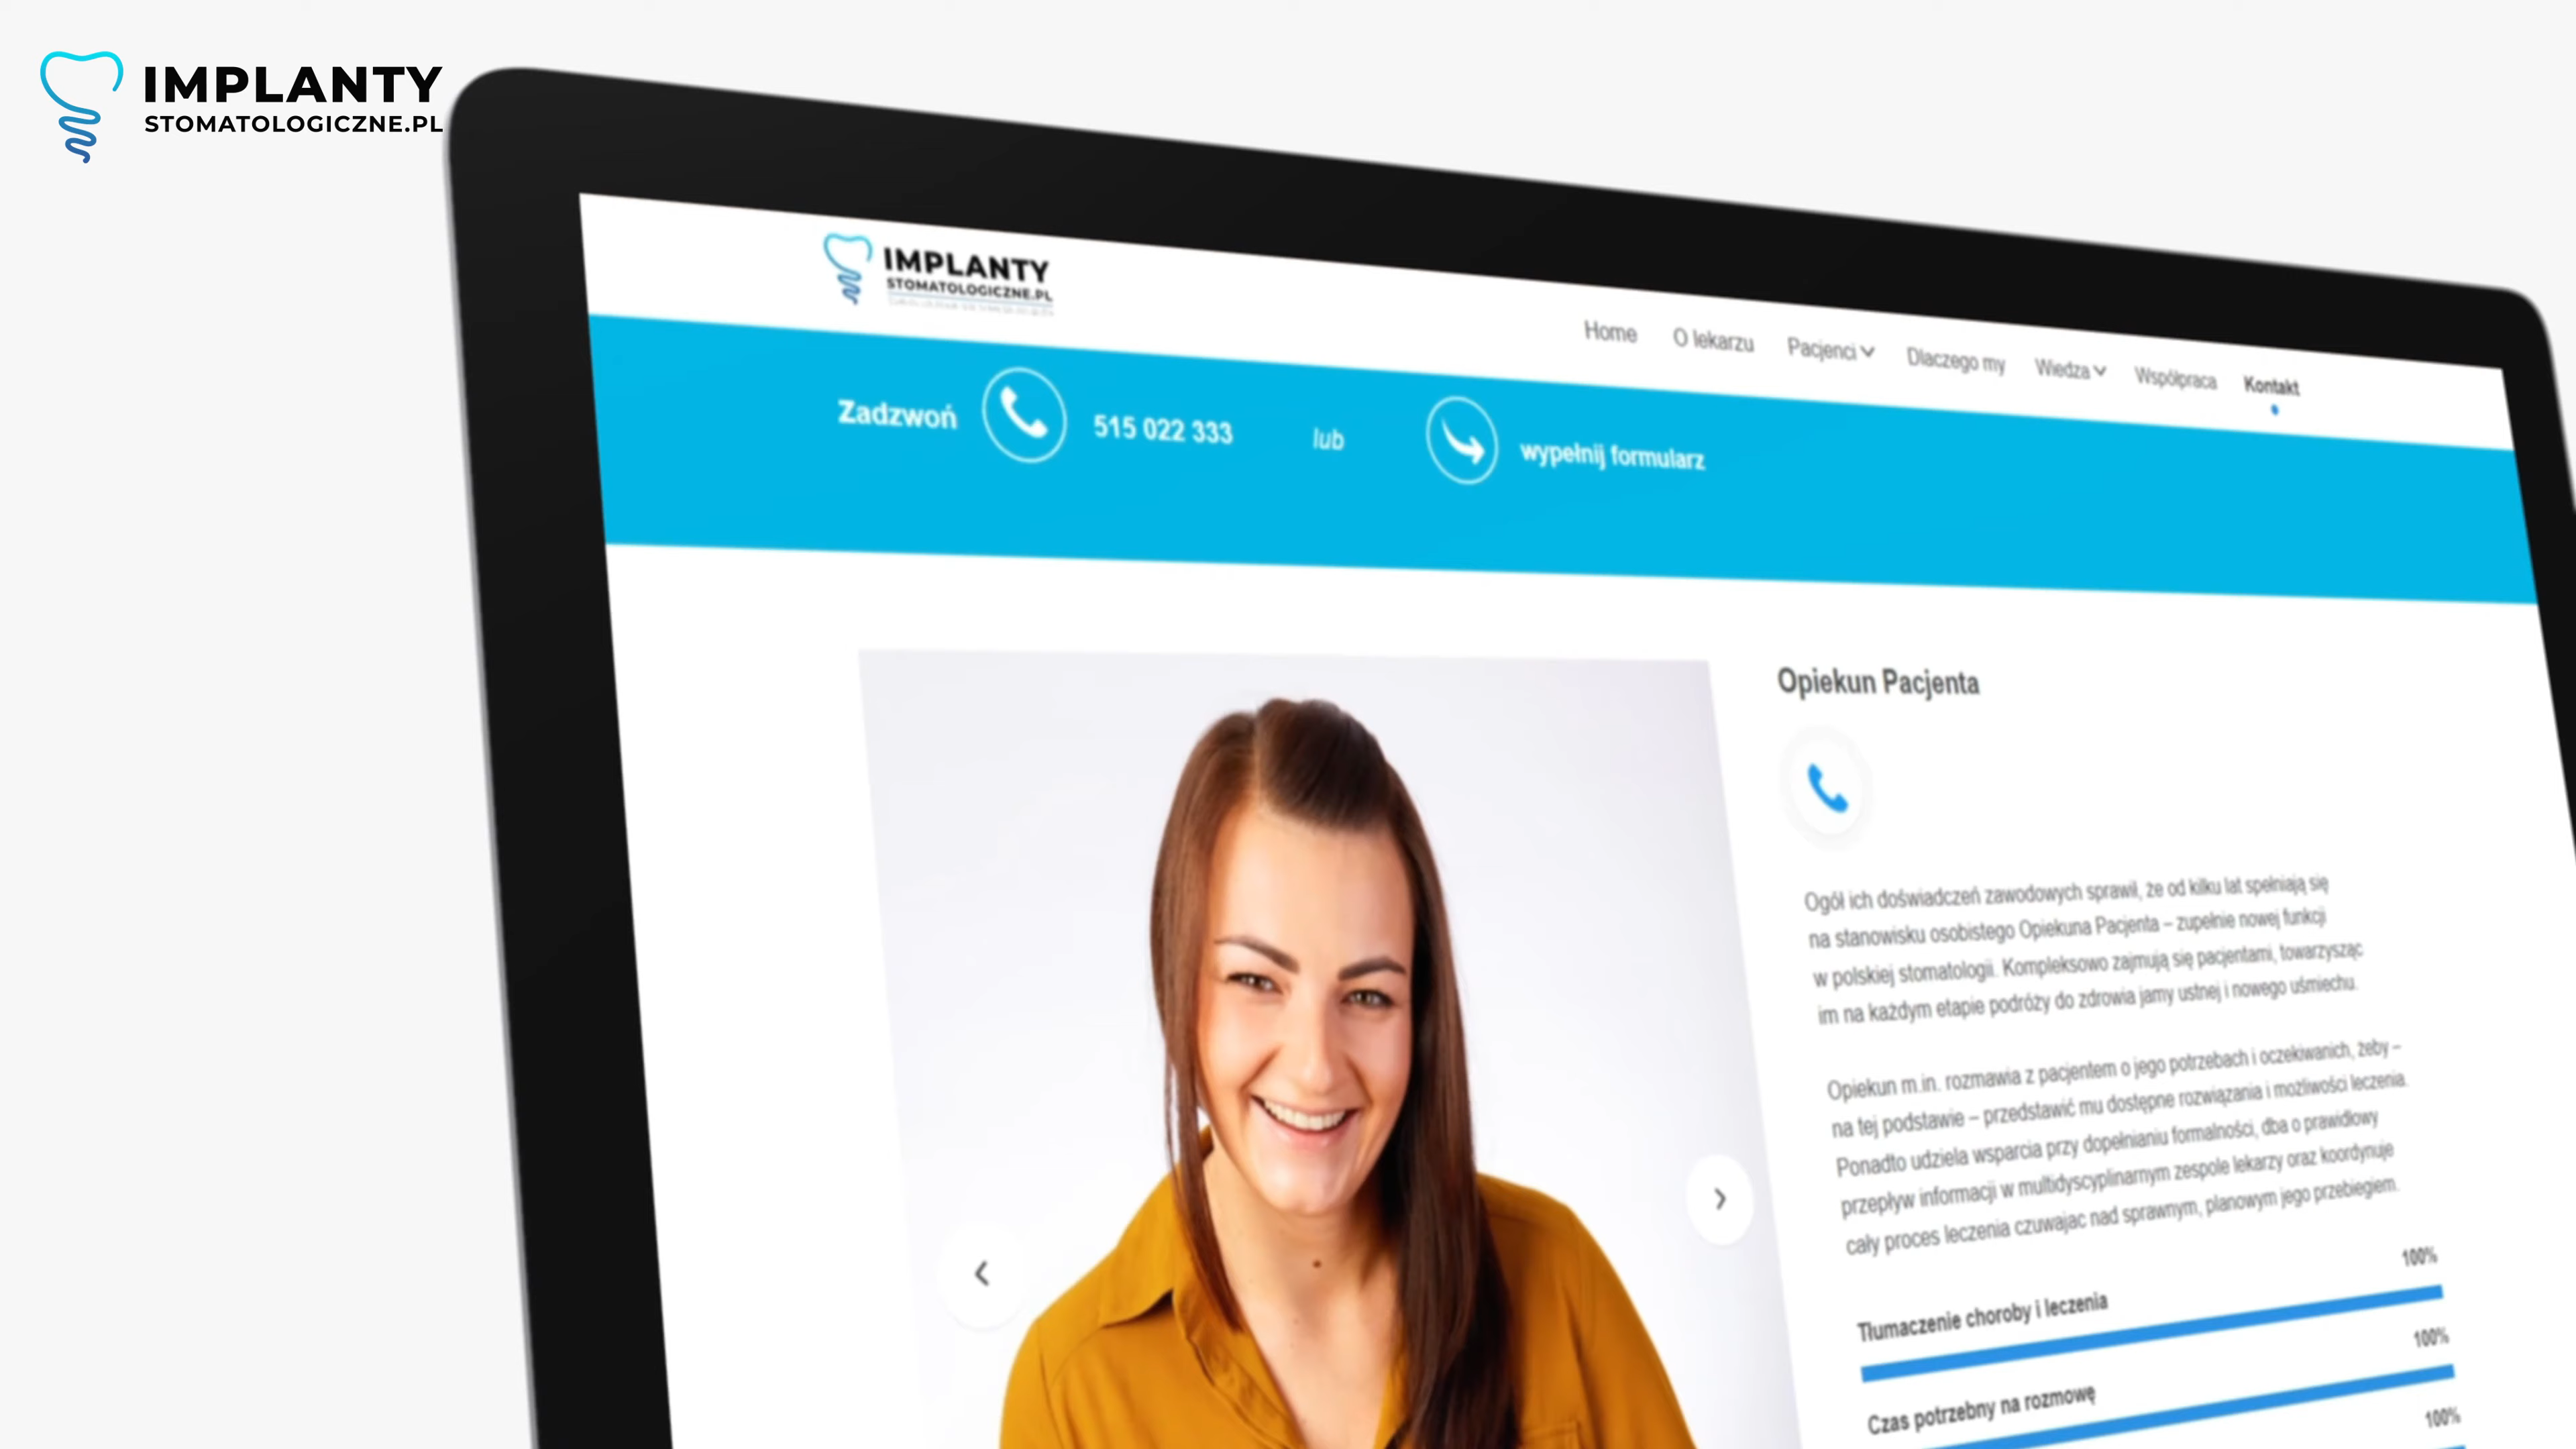 IMPLANTY
STOMATOLOGICZNE.PL
IMPLANTY
STOMATOLOGICZNE.PL
Home O lekarzu Pacjenci Dlaczego my Wiedza Współpraca Kontakt
Zadzwoń 515 022 333 lub wypełnij formularz
Opiekun Pacjenta
Ogół ich doświadczeń zawodowych sprawił, że od kilku lat spełniają się
na stanowisku osobistego Opiekuna Pacjenta – zupełnie nowej funkcji
w polskiej stomatologii. Kompleksowo zajmują się pacjentami, towarzysząc
im na każdym etapie podróży do zdrowia jamy ustnej i nowego uśmiechu.
Opiekun m.in. rozmawia z pacjentem o jego potrzebach i oczekiwanich, żeby –
na tej podstawie – przedstawić mu dostępne rozwiązania i możliwości leczenia.
Ponadto udziela wsparcia przy dopełnianiu formalności, dba o prawidłowy
przepływ informacji w multidyscyplinarnym zespole lekarzy oraz koordynuje
cały proces leczenia czuwajac nad sprawnym, planowym jego przebiegiem.
Tłumaczenie choroby i leczenia 100%
Czas potrzebny na rozmowę 100%
100%